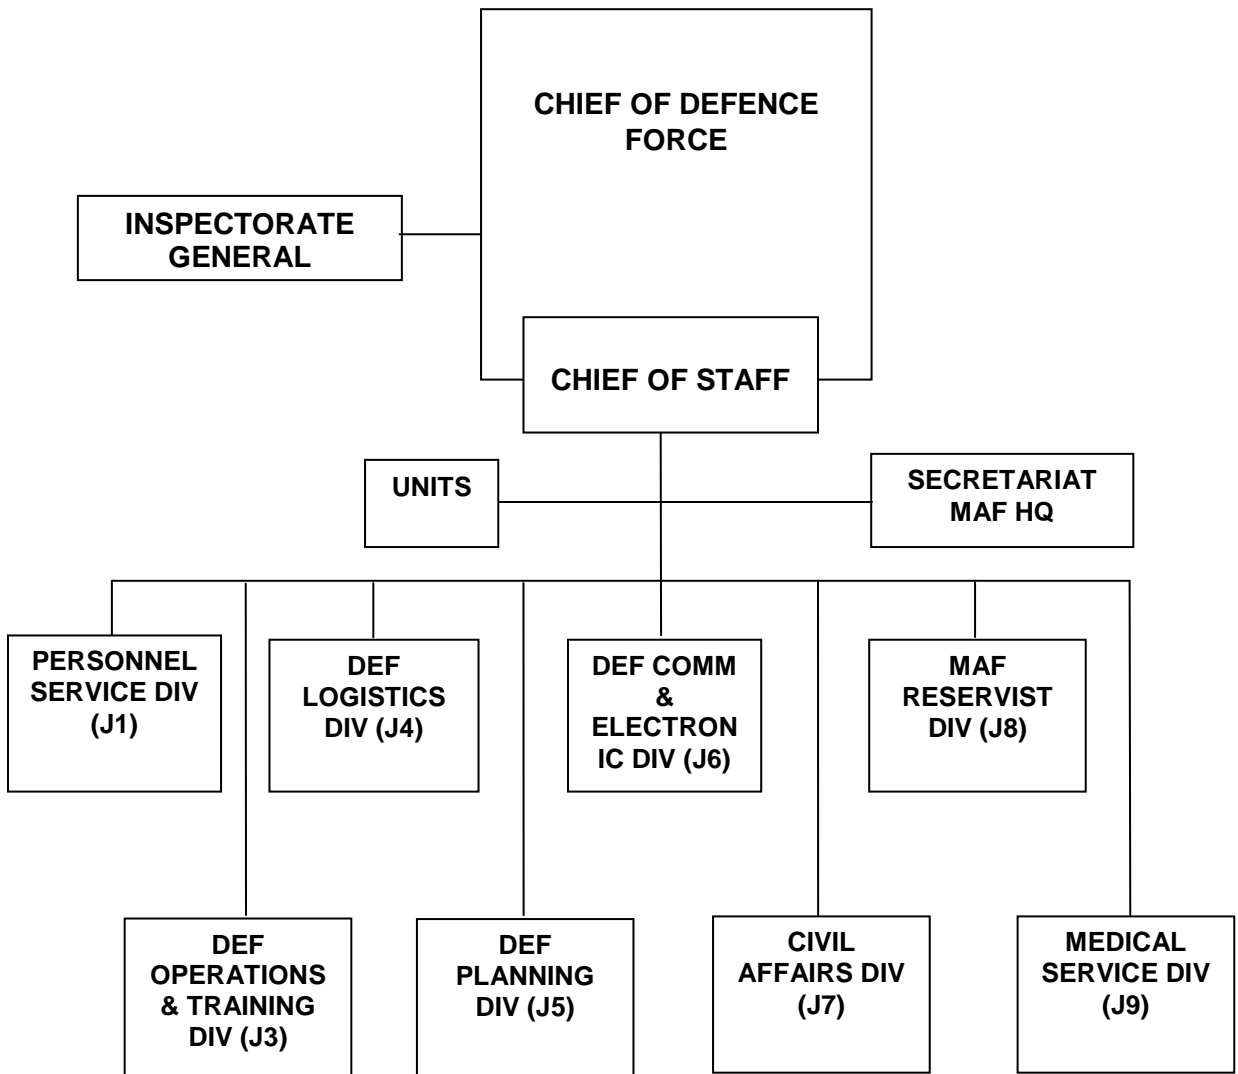 CHIEF OF DEFENCE
FORCE
INSPECTORATE
GENERAL
CHIEF OF STAFF
UNITS
SECRETARIAT
MAF HQ
PERSONNEL
SERVICE DIV
(J1)
DEF
LOGISTICS
DIV (J4)
DEF COMM
&
ELECTRON
IC DIV (J6)
MAF
RESERVIST
DIV (J8)
DEF
OPERATIONS
& TRAINING
DIV (J3)
DEF
PLANNING
DIV (J5)
CIVIL
AFFAIRS DIV
(J7)
MEDICAL
SERVICE DIV
(J9)